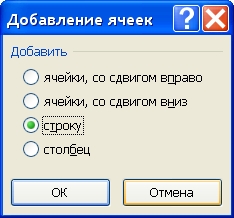 Добавление ячеек
Добавить
ячейки, со сдвигом вправо
ячейки, со сдвигом вниз
строку
столбец
ОК
Отмена